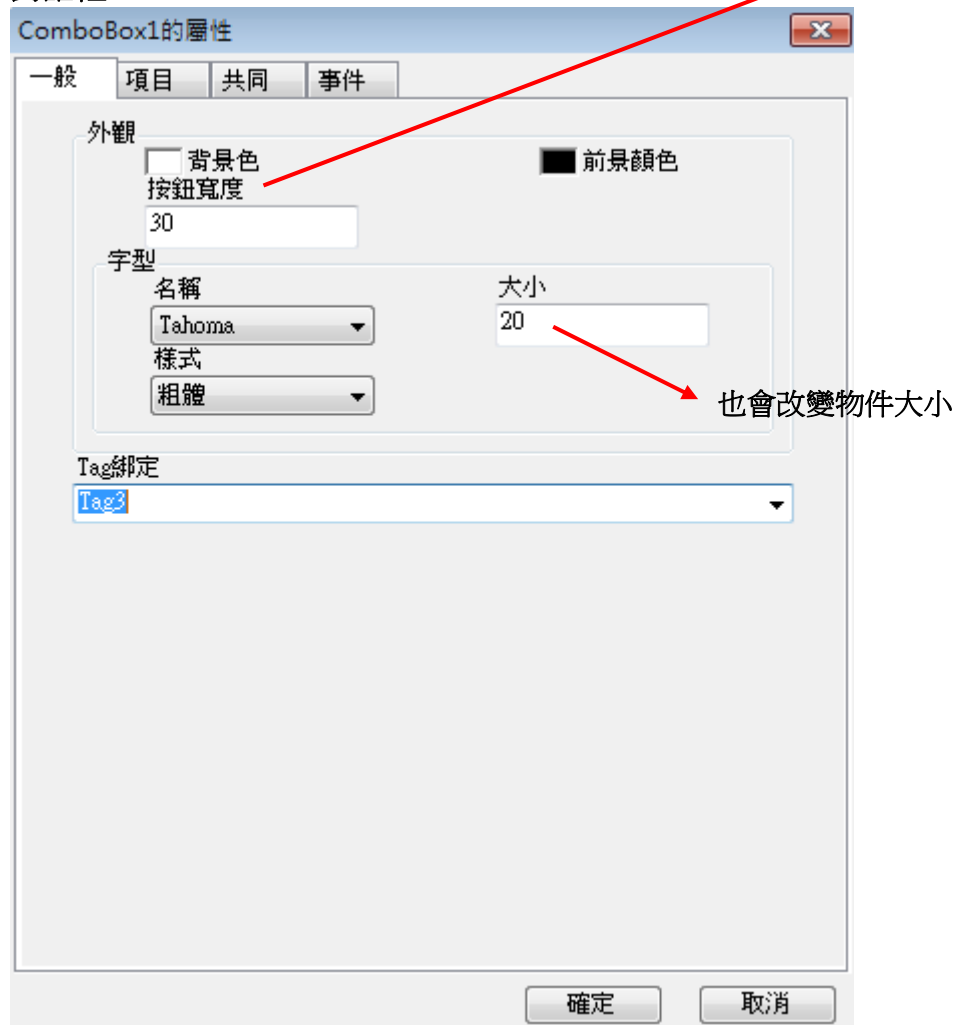 ComboBox1的屬性
一般 項目 共同 事件
外觀
背景色 前景顏色
按鈕寬度
30
字型
名稱 大小
Tahoma 20
樣式
粗體
也會改變物件大小
Tag綁定
Tag3
確定 取消